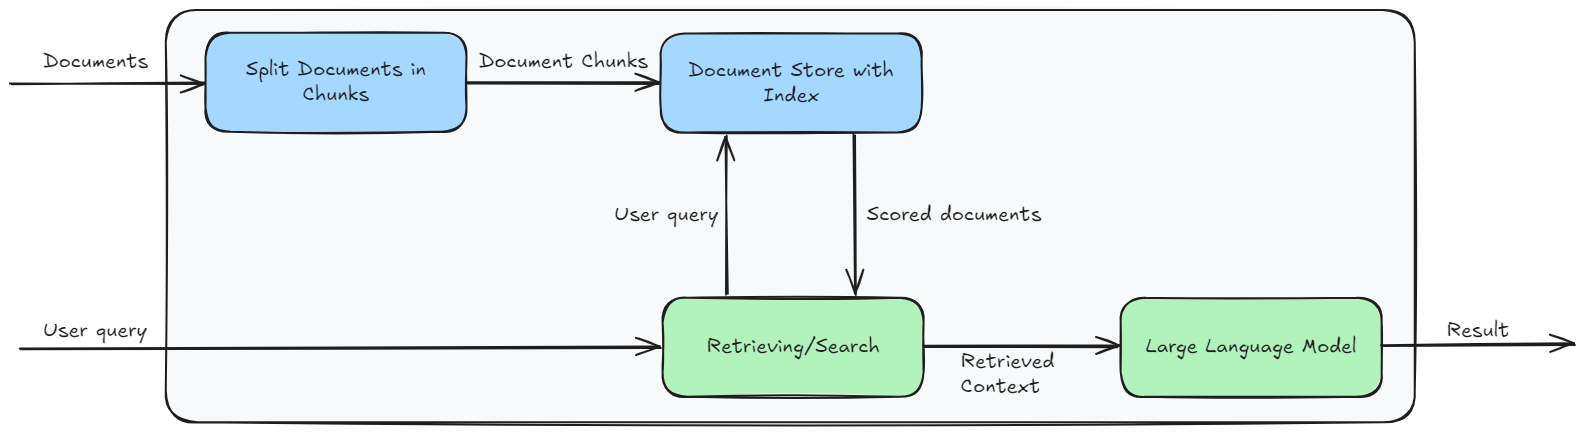 Documents
Split Documents in
Chunks
Document Chunks
Document Store with
Index
User query
Scored documents
User query
Retrieving/Search
Retrieved
Context
Large Language Model
Result